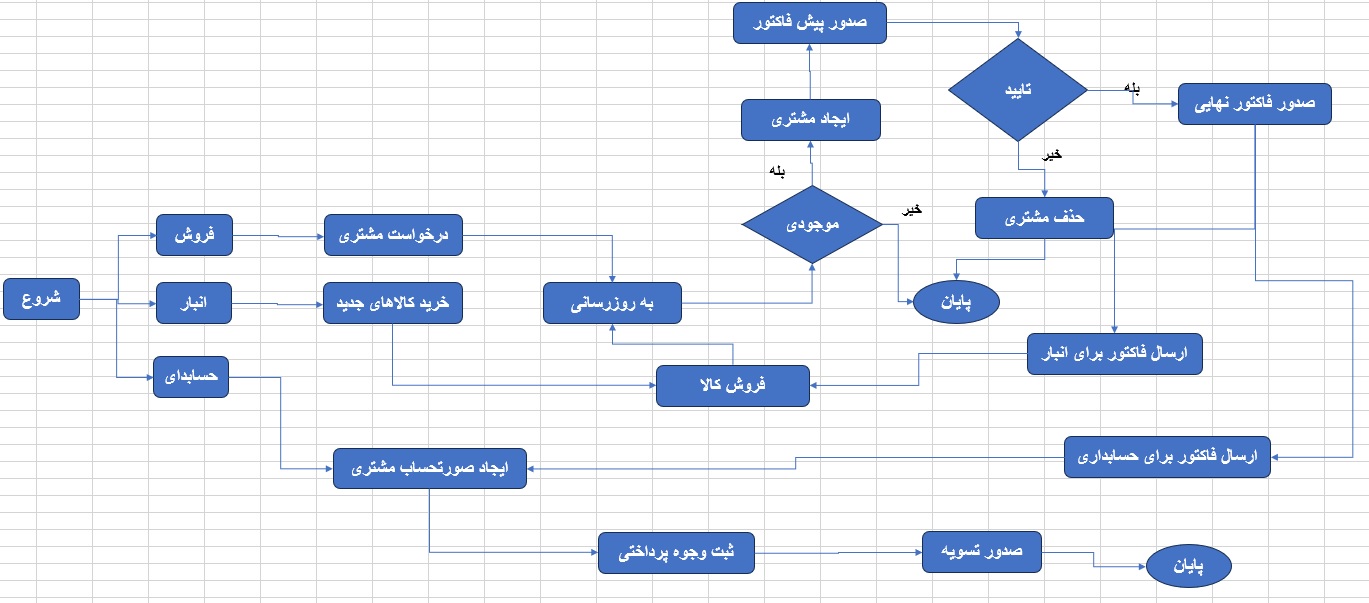 صدور پیش فاکتور
تایید
بله
صدور فاکتور نهایی
ایجاد مشتری
خیر
بله
حذف مشتری
موجودی
خیر
فروش
درخواست مشتری
شروع
انبار
خرید کالاهای جدید
به روزرسانی
پایان
ارسال فاکتور برای انبار
حسابدای
فروش کالا
ایجاد صورتحساب مشتری
ارسال فاکتور برای حسابداری
ثبت وجوه پرداختی
صدور تسویه
پایان